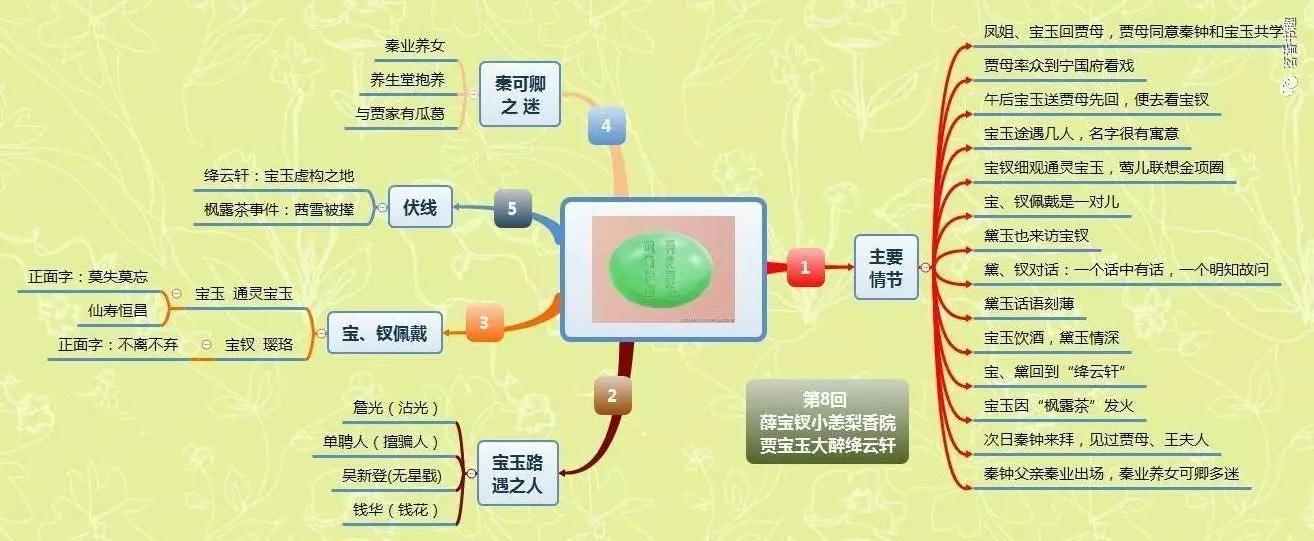 凤姐、宝玉回贾母，贾母同意秦钟和宝玉共学
贾母率众到宁国府看戏
午后宝玉送贾母先回，便去看宝钗
宝玉途遇几人，名字很有寓意
宝钗细观通灵宝玉，莺儿联想金项圈
宝、钗佩戴是一对儿
黛玉也来访宝钗
黛、钗对话：一个话中有话，一个明知故问
黛玉话语刻薄
宝玉饮酒，黛玉情深
宝、黛回到“绛云轩”
宝玉因“枫露茶”发火
次日秦钟来拜，见过贾母、王夫人
秦钟父亲秦业出场，秦业养女可卿多迷
主要
情节
1
第8回
薛宝钗小恙梨香院
贾宝玉大醉绛云轩
2
宝玉路
遇之人
詹光（沾光）
单聘人（擅骗人）
吴新登(无星戥)
钱华（钱花）
3
宝、钗佩戴
宝玉 通灵宝玉
正面字：莫失莫忘
仙寿恒昌
宝钗 璎珞
正面字：不离不弃
4
秦可卿
之 迷
秦业养女
养生堂抱养
与贾家有瓜葛
5
伏线
绛云轩：宝玉虚构之地
枫露茶事件：茜雪被撵